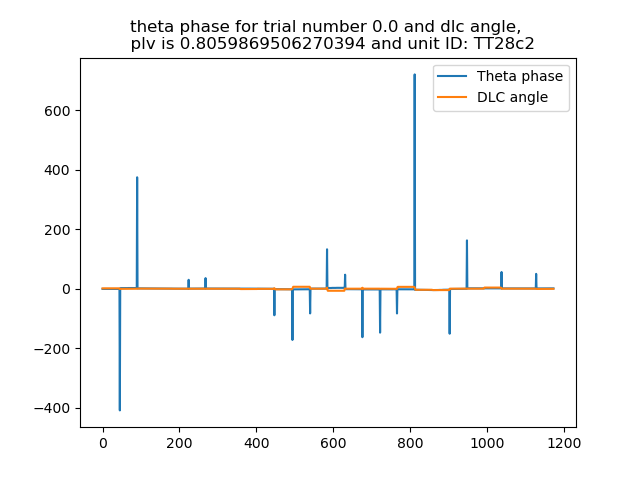 theta phase for trial number 0.0 and dlc angle,
plv is 0.8059869506270394 and unit ID: TT28c2
Theta phase
DLC angle
600
400
200
0
−200
−400
0 200 400 600 800 1000 1200